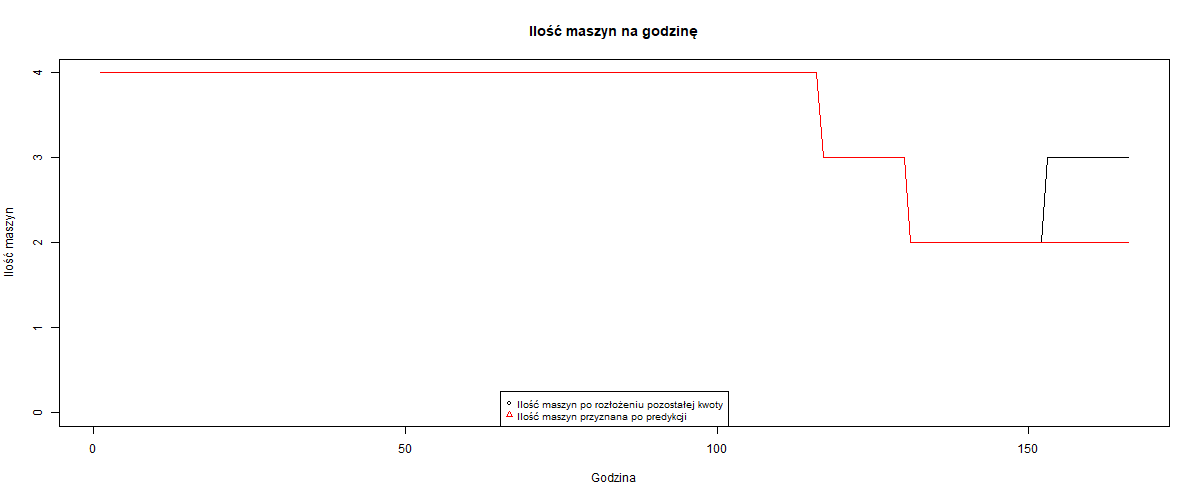 Ilość maszyn na godzinę
Ilość maszyn
4
3
2
1
0
Ilość maszyn po rozłożeniu pozostałej kwoty
Ilość maszyn przyznana po predykcji
0 50 100 150
Godzina